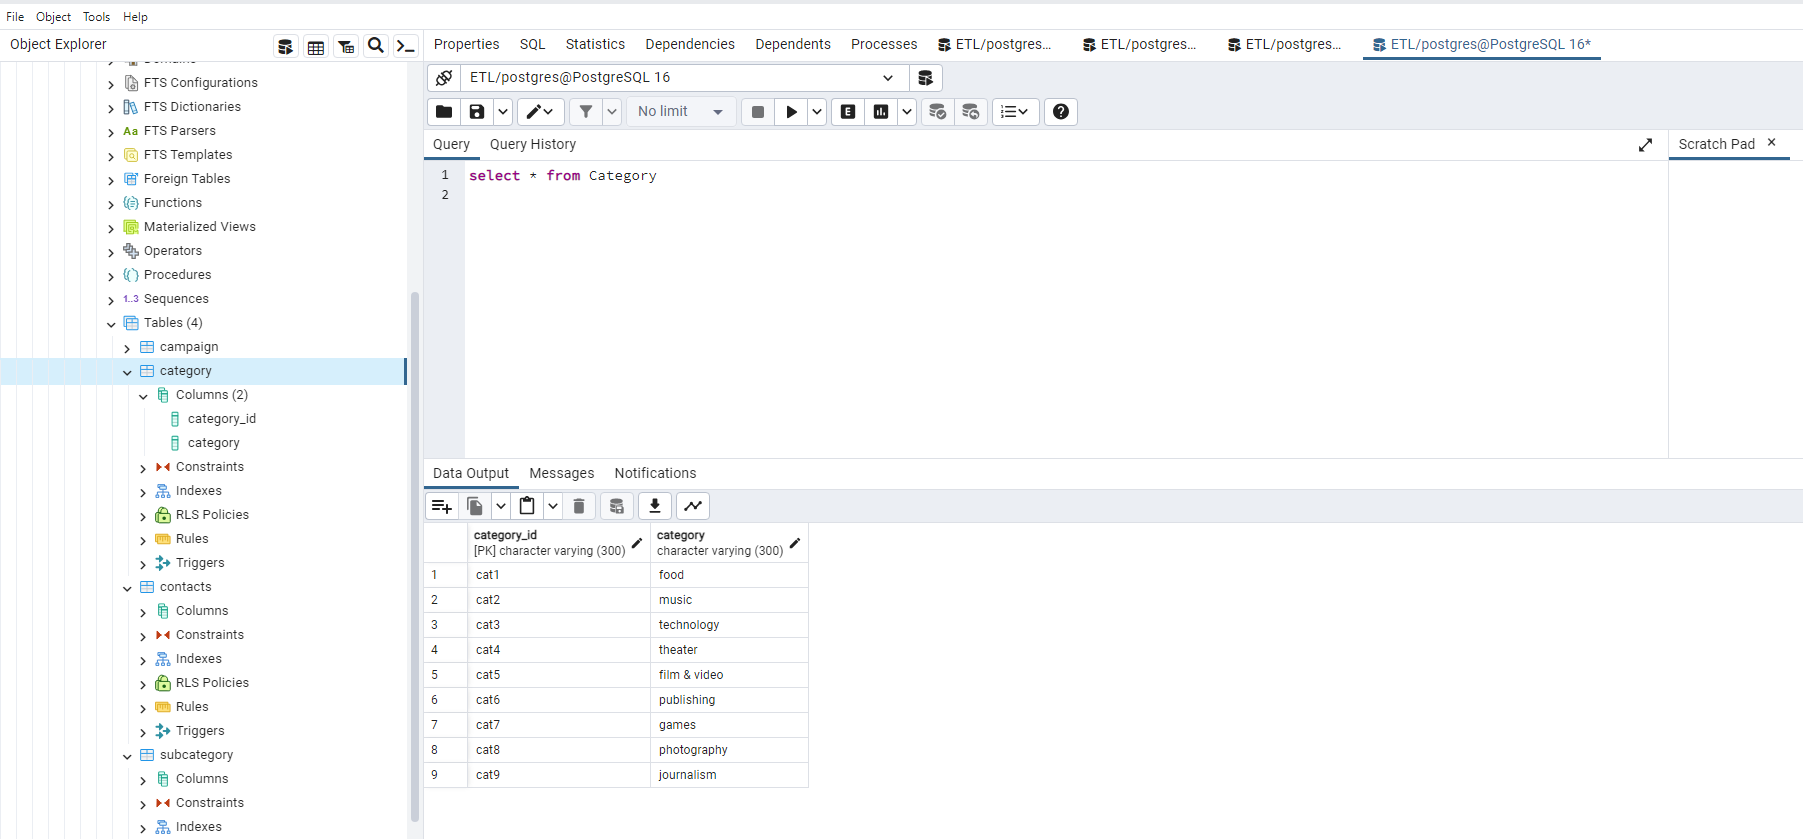 File Object Tools Help
Object Explorer
Properties SQL Statistics Dependencies Dependents Processes ETL/postgres... ETL/postgres... ETL/postgres... ETL/postgres@PostgreSQL 16*
Domains
FTS Configurations
FTS Dictionaries
Aa FTS Parsers
FTS Templates
Foreign Tables
Functions
Materialized Views
Operators
Procedures
1..3 Sequences
Tables (4)
campaign
category
Columns (2)
category_id
category
Constraints
Indexes
RLS Policies
Rules
Triggers
contacts
Columns
Constraints
Indexes
RLS Policies
Rules
Triggers
subcategory
Columns
Constraints
Indexes
ETL/postgres@PostgreSQL 16
No limit
E
Query Query History
Scratch Pad
1 select * from Category
2
Data Output Messages Notifications
category_id category
[PK] character varying (300) character varying (300)
1 cat1 food
2 cat2 music
3 cat3 technology
4 cat4 theater
5 cat5 film & video
6 cat6 publishing
7 cat7 games
8 cat8 photography
9 cat9 journalism